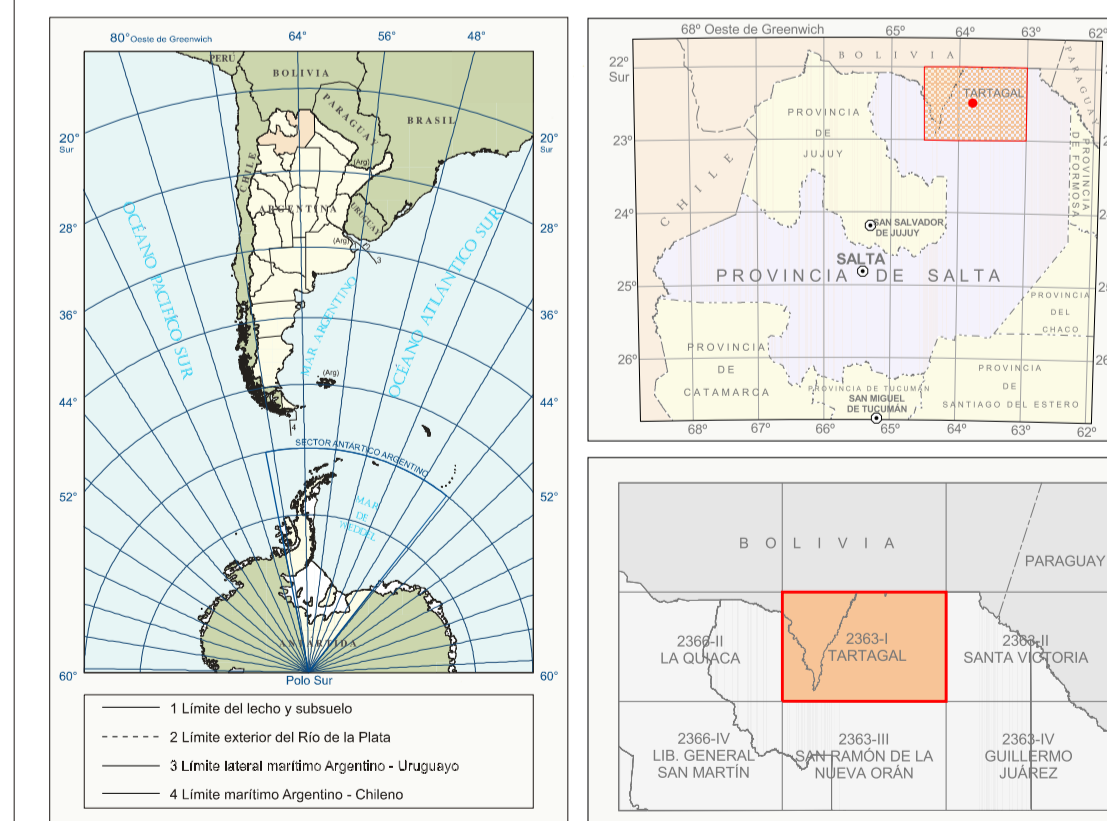 80° Oeste de Greenwich
64°
56°
48°
PERÚ
BOLIVIA
PARAGUAY
BRASIL
20°
Sur
20°
Sur
CHILE
(Arg)
ARGENTINA
URUGUAY
28°
28°
(Arg)
3
OCÉANO PACÍFICO SUR
MAR ARGENTINO
OCÉANO ATLÁNTICO SUR
36°
36°
(Arg)
44°
44°
4
SECTOR ANTARTICO ARGENTINO
52°
52°
MAR
DE
WEDDEL
ANTARTIDA
60°
60°
Polo Sur
1 Límite del lecho y subsuelo
2 Límite exterior del Río de la Plata
3 Límite lateral marítimo Argentino - Uruguayo
4 Límite marítimo Argentino - Chileno
68° Oeste de Greenwich
65°
64°
63°
62°
22°
Sur
BOLIVIA
PARAGUAY
TARTAGAL
PROVINCIA
DE
JUJUY
23°
PROVINCIA
DE FORMOSA
CHILE
24°
SAN SALVADOR
DE JUJUY
SALTA
PROVINCIA DE SALTA
25°
PROVINCIA
DEL
CHACO
PROVINCIA
DE
CATAMARCA
26°
26
PROVINCIA
DE
SANTIAGO DEL ESTERO
PROVINCIA DE TUCUMÁN
SAN MIGUEL
DE TUCUMÁN
68°
67°
66°
65°
64°
63°
62°
BOLIVIA
PARAGUAY
2366-II
LA QUIACA
2363-I
TARTAGAL
2363-II
SANTA VICTORIA
2366-IV
LIB. GENERAL
SAN MARTÍN
2363-III
SAN RAMÓN DE LA
NUEVA ORÁN
2363-IV
GUILLERMO
JUÁREZ